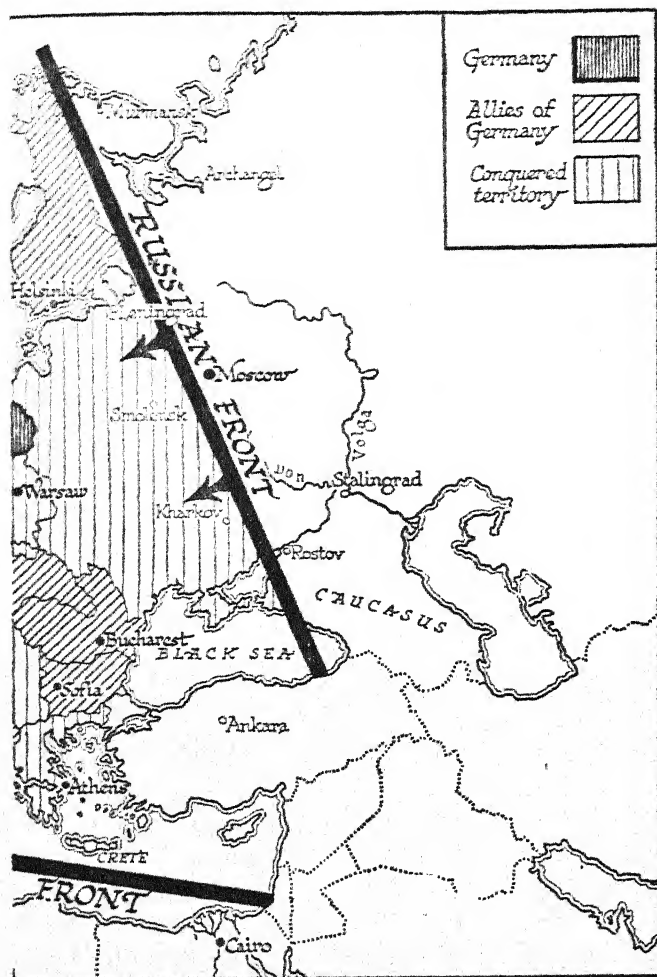 Germany
Allies of
Germany
Conquered
territory
Murmansk
Archangel
RUSSIAN FRONT
Helsinki
Leningrad
Moscow
Smolensk
Volga
Don
Stalingrad
Warsaw
Kharkov
Rostov
CAUCASUS
Bucharest
BLACK SEA
Sofia
Ankara
Athens
CRETE
FRONT
Cairo